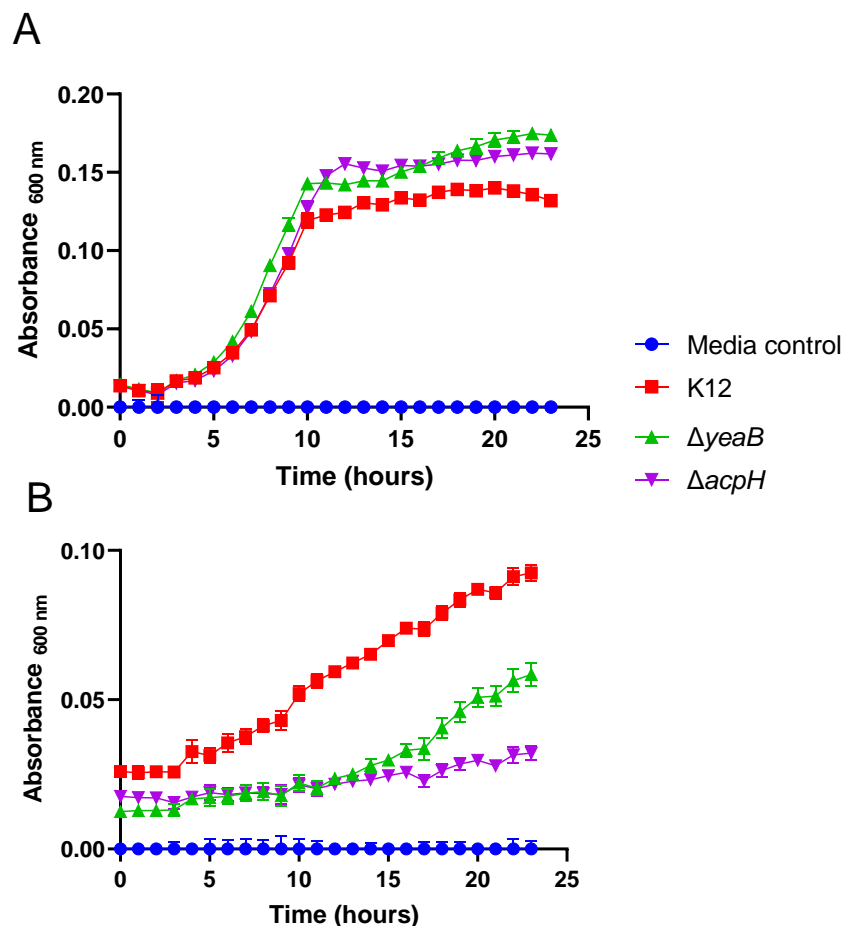 A
Absorbance 600 nm
0.20
0.15
0.10
0.05
0.00
0 5 10 15 20 25
Time (hours)
Media control
K12
ΔyeaB
ΔacpH
B
Absorbance 600 nm
0.10
0.05
0.00
0 5 10 15 20 25
Time (hours)